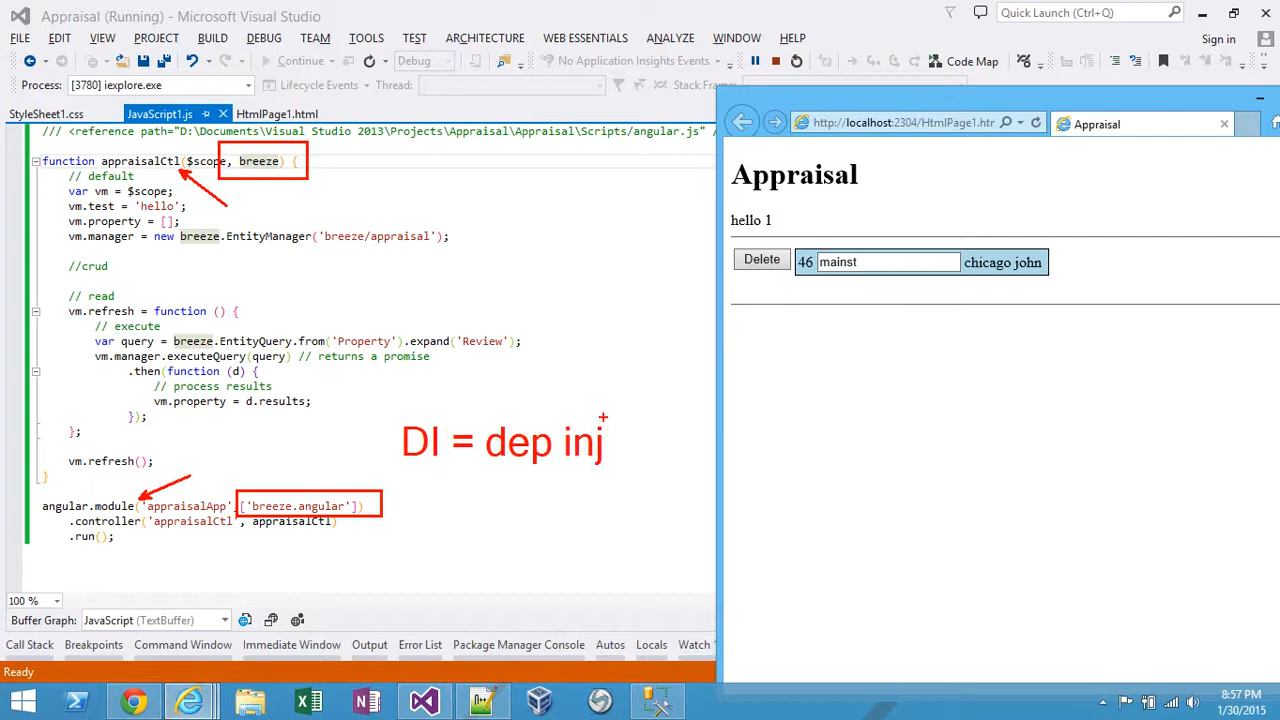 Appraisal (Running) - Microsoft Visual Studio
Quick Launch (Ctrl+Q)
FILE EDIT VIEW PROJECT BUILD DEBUG TEAM TOOLS TEST ARCHITECTURE WEB ESSENTIALS ANALYZE WINDOW HELP
Sign in
Continue Debug No Application Insights Events Code Map
Process: [3780] iexplore.exe Lifecycle Events Thread: Stack Frame:
StyleSheet1.css JavaScript1.js HtmlPage1.html
/// <reference path="D:\Documents\Visual Studio 2013\Projects\Appraisal\Appraisal\Scripts/angular.js" /
function appraisalCtl($scope, breeze) {
// default
var vm = $scope;
vm.test = 'hello';
vm.property = [];
vm.manager = new breeze.EntityManager('breeze/appraisal');
//crud
// read
vm.refresh = function () {
// execute
var query = breeze.EntityQuery.from('Property').expand('Review');
vm.manager.executeQuery(query) // returns a promise
.then(function (d) {
// process results
vm.property = d.results;
});
};
vm.refresh();
}
DI = dep inj
angular.module('appraisalApp' ['breeze.angular'])
.controller('appraisalCtl', appraisalCtl)
.run();
100 %
Buffer Graph: JavaScript (TextBuffer)
Call Stack Breakpoints Command Window Immediate Window Output Error List Package Manager Console Autos Locals Watch
Ready
http://localhost:2304/HtmlPage1.htr
Appraisal
Appraisal
hello 1
Delete 46 mainst chicago john
8:57 PM
1/30/2015